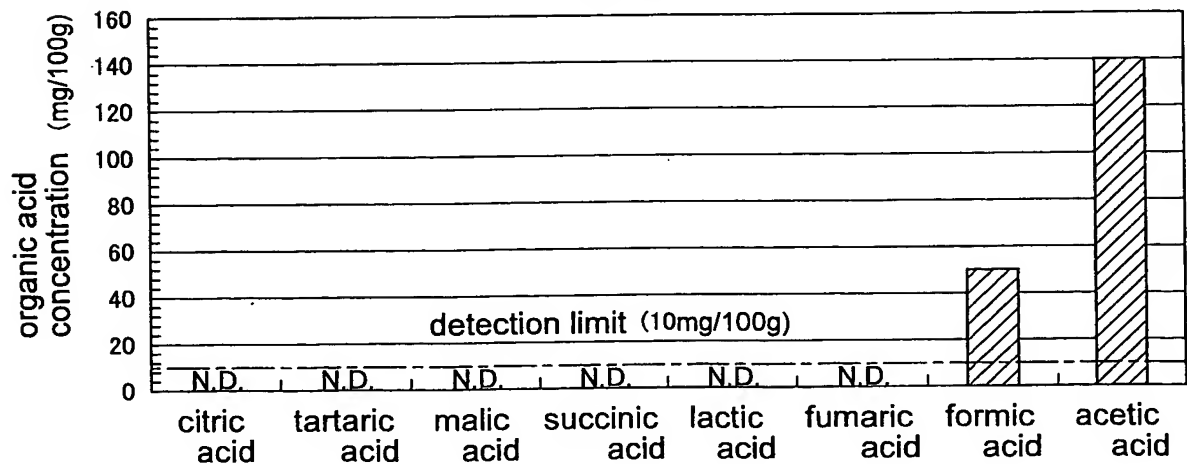 organic acid
concentration (mg/100g)
160
140
120
100
80
60
40
20
0
detection limit (10mg/100g)
N.D. N.D. N.D. N.D. N.D. N.D.
citric acid
tartaric acid
malic acid
succinic acid
lactic acid
fumaric acid
formic acid
acetic acid